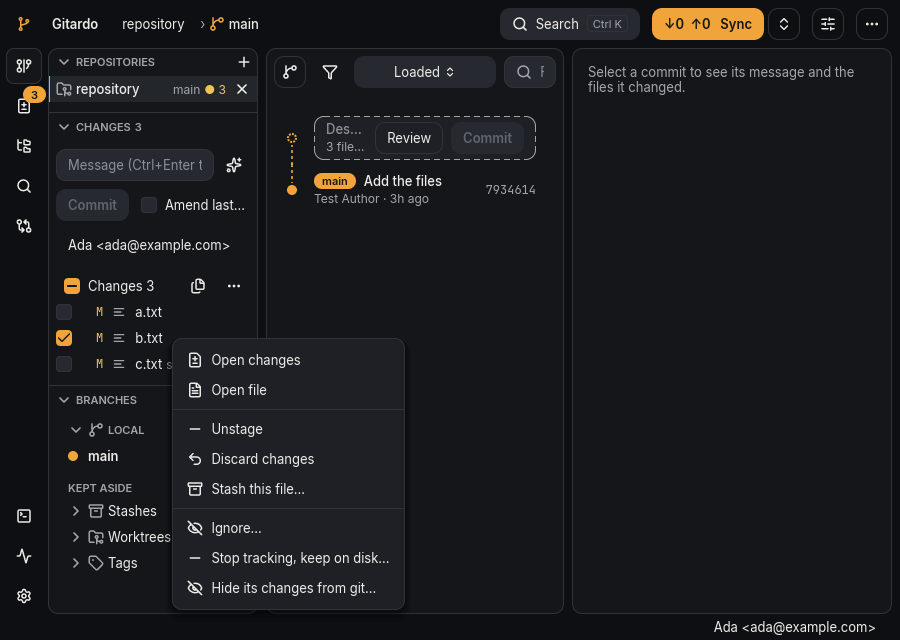 Gitardo
repository
main
Search
Ctrl K
↓0 ↑0 Sync
REPOSITORIES
repository
main
3
3
Loaded
Select a commit to see its message and the
files it changed.
CHANGES 3
Des...
3 file...
Review
Commit
Message (Ctrl+Enter t
main
Add the files
Test Author · 3h ago
7934614
Commit
Amend last...
Ada <ada@example.com>
Changes 3
M
a.txt
M
b.txt
M
c.txt
BRANCHES
LOCAL
main
KEPT ASIDE
Stashes
Worktrees
Tags
Open changes
Open file
Unstage
Discard changes
Stash this file...
Ignore...
Stop tracking, keep on disk...
Hide its changes from git...
Ada <ada@example.com>